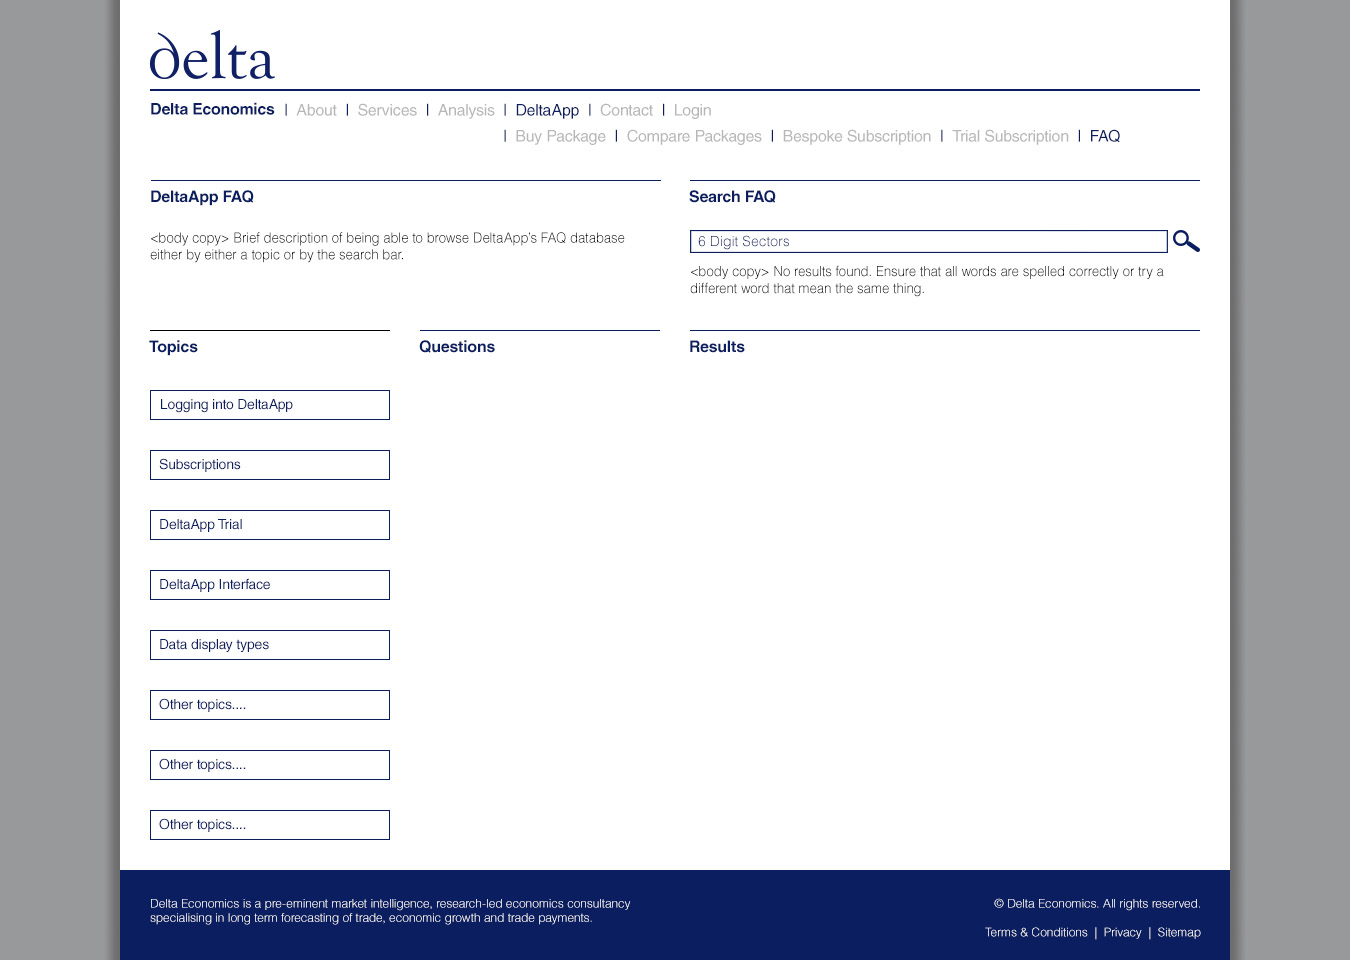 delta
Delta Economics | About | Services | Analysis | DeltaApp | Contact | Login
| Buy Package | Compare Packages | Bespoke Subscription | Trial Subscription | FAQ
DeltaApp FAQ
<body copy> Brief description of being able to browse DeltaApp's FAQ database
either by either a topic or by the search bar.
Search FAQ
6 Digit Sectors
<body copy> No results found. Ensure that all words are spelled correctly or try a
different word that mean the same thing.
Topics
Questions
Results
Logging into DeltaApp
Subscriptions
DeltaApp Trial
DeltaApp Interface
Data display types
Other topics....
Other topics....
Other topics....
Delta Economics is a pre-eminent market intelligence, research-led economics consultancy
specialising in long term forecasting of trade, economic growth and trade payments.
© Delta Economics. All rights reserved.
Terms & Conditions | Privacy | Sitemap